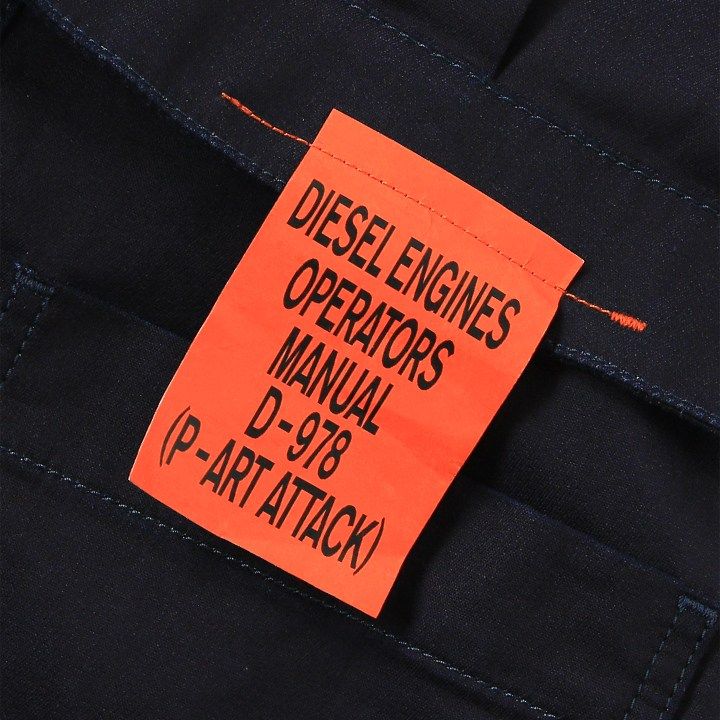 DIESEL ENGINES
OPERATORS
MANUAL
D-978
(P-ART ATTACK)